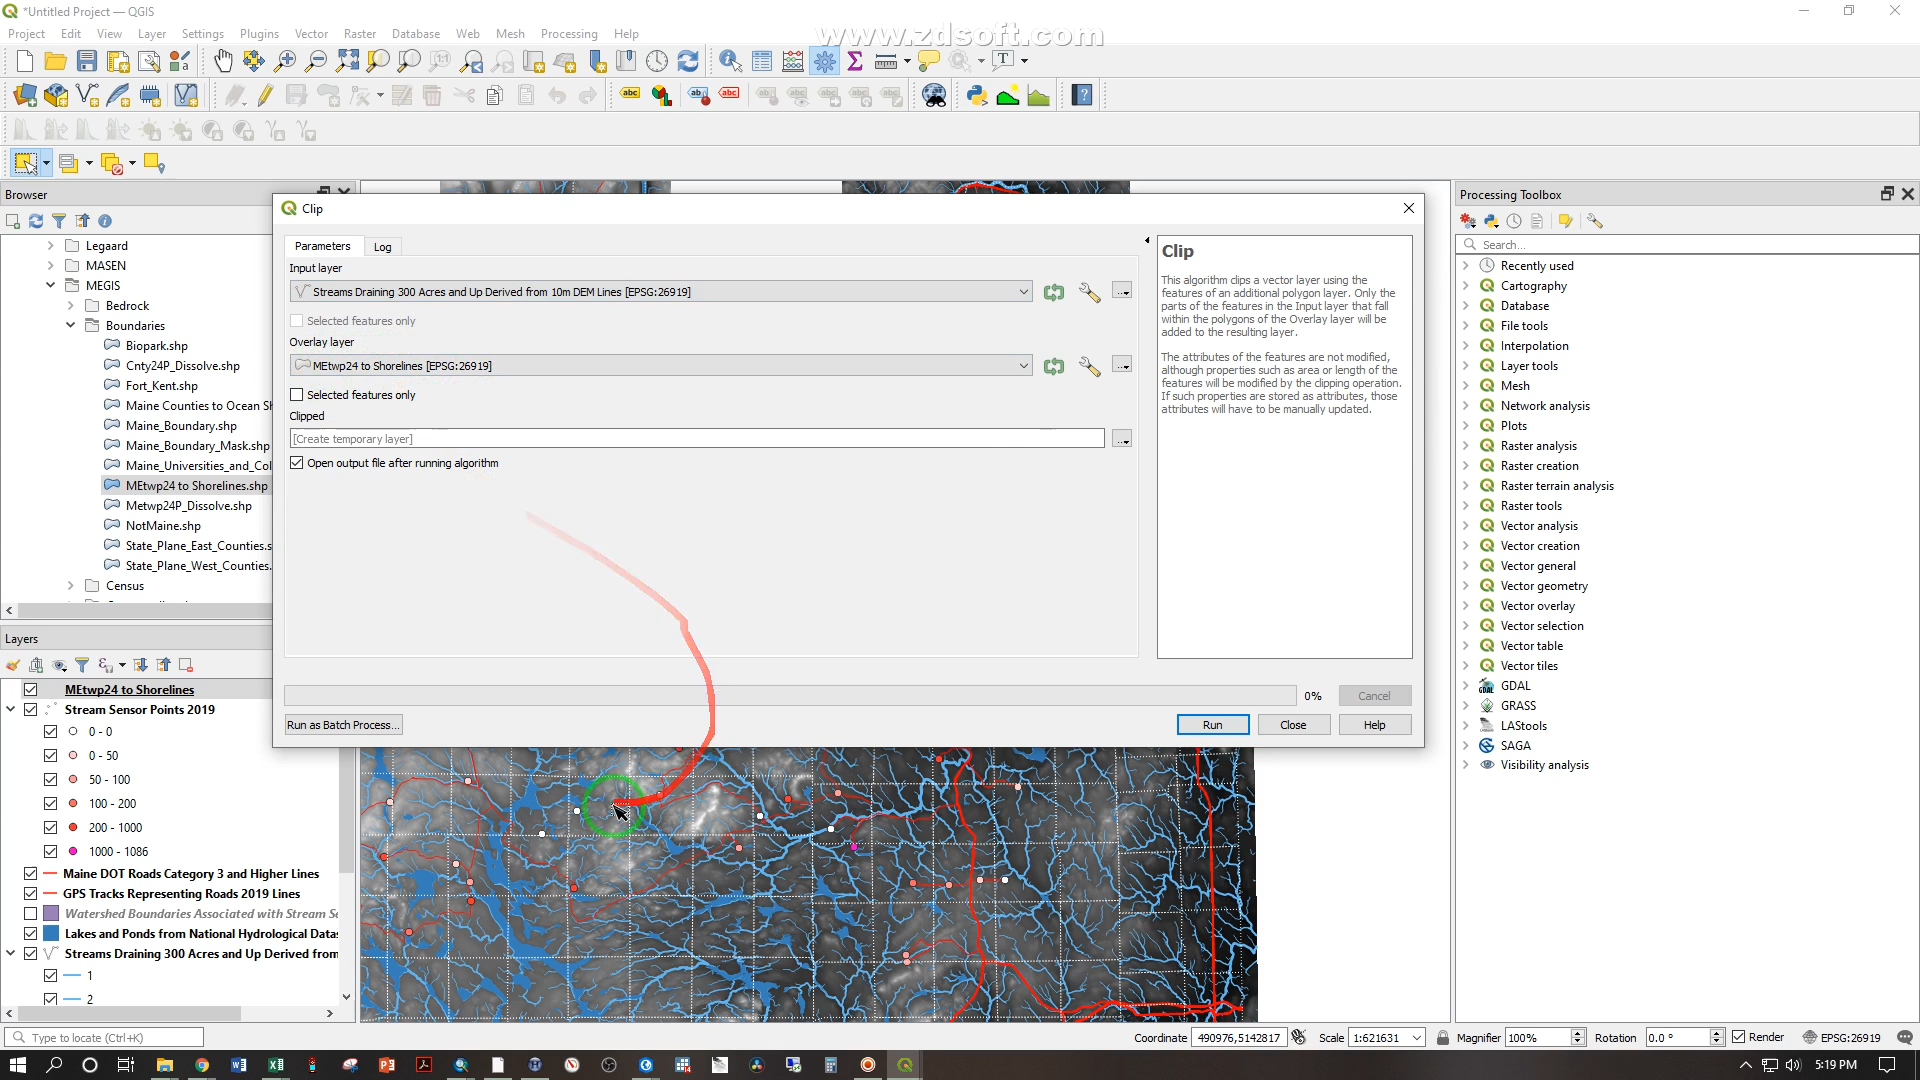 *Untitled Project — QGIS
www.zdsoft.com
Project Edit View Layer Settings Plugins Vector Raster Database Web Mesh Processing Help
Browser
Legaard
MASEN
MEGIS
Bedrock
Boundaries
Biopark.shp
Cnty24P_Dissolve.shp
Fort_Kent.shp
Maine Counties to Ocean Sh
Maine_Boundary.shp
Maine_Boundary_Mask.shp
Maine_Universities_and_Col
MEtwp24 to Shorelines.shp
Metwp24P_Dissolve.shp
NotMaine.shp
State_Plane_East_Counties.s
State_Plane_West_Counties.
Census
Layers
MEtwp24 to Shorelines
Stream Sensor Points 2019
0 - 0
0 - 50
50 - 100
100 - 200
200 - 1000
1000 - 1086
Maine DOT Roads Category 3 and Higher Lines
GPS Tracks Representing Roads 2019 Lines
Watershed Boundaries Associated with Stream Se
Lakes and Ponds from National Hydrological Datas
Streams Draining 300 Acres and Up Derived from
1
2
Clip
Parameters Log
Input layer
Streams Draining 300 Acres and Up Derived from 10m DEM Lines [EPSG:26919]
Selected features only
Overlay layer
MEtwp24 to Shorelines [EPSG:26919]
Selected features only
Clipped
[Create temporary layer]
Open output file after running algorithm
Clip
This algorithm clips a vector layer using the
features of an additional polygon layer. Only the
parts of the features in the Input layer that fall
within the polygons of the Overlay layer will be
added to the resulting layer.
The attributes of the features are not modified,
although properties such as area or length of the
features will be modified by the clipping operation.
If such properties are stored as attributes, those
attributes will have to be manually updated.
0% Cancel
Run as Batch Process... Run Close Help
Processing Toolbox
Search...
Recently used
Cartography
Database
File tools
Interpolation
Layer tools
Mesh
Network analysis
Plots
Raster analysis
Raster creation
Raster terrain analysis
Raster tools
Vector analysis
Vector creation
Vector general
Vector geometry
Vector overlay
Vector selection
Vector table
Vector tiles
GDAL
GRASS
LAStools
SAGA
Visibility analysis
Type to locate (Ctrl+K) Coordinate 490976,5142817 Scale 1:621631 Magnifier 100% Rotation 0.0 ° Render EPSG:26919
5:19 PM